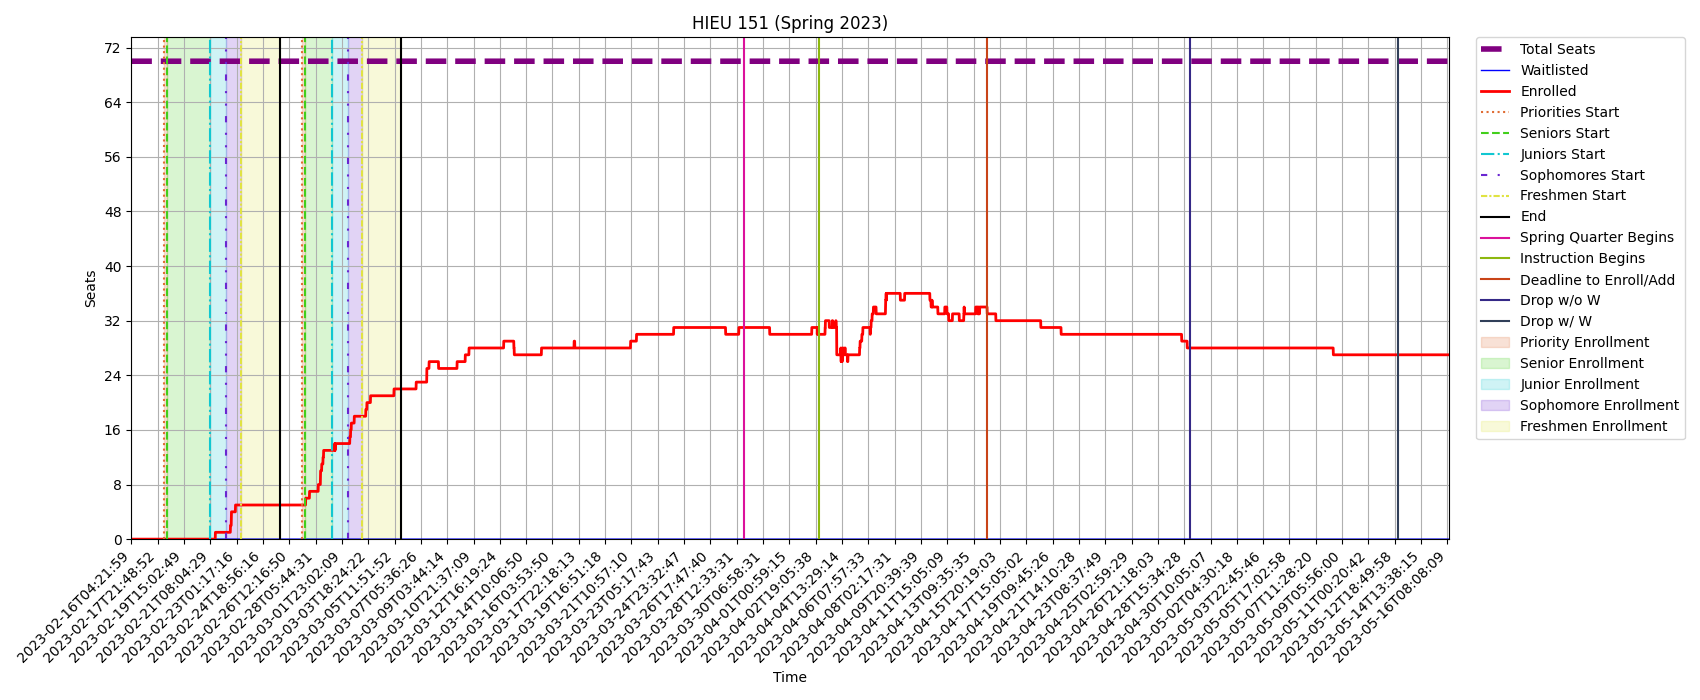 HIEU 151 (Spring 2023)
72
64
56
48
40
32
24
16
8
0
Seats
2023-02-16T04:21:59
2023-02-17T21:48:52
2023-02-19T15:02:49
2023-02-21T08:04:29
2023-02-23T01:17:16
2023-02-24T18:56:16
2023-02-26T12:16:50
2023-02-28T05:44:31
2023-03-01T23:02:09
2023-03-03T18:24:22
2023-03-05T11:51:52
2023-03-07T05:36:26
2023-03-09T03:44:14
2023-03-10T21:37:09
2023-03-12T16:19:24
2023-03-14T10:06:50
2023-03-16T03:53:50
2023-03-17T22:18:13
2023-03-19T16:51:18
2023-03-21T10:57:10
2023-03-23T05:17:43
2023-03-24T23:32:47
2023-03-26T17:47:40
2023-03-28T12:33:31
2023-03-30T06:58:31
2023-04-01T00:59:15
2023-04-02T19:05:38
2023-04-04T13:29:14
2023-04-06T07:57:33
2023-04-08T02:17:31
2023-04-09T20:39:39
2023-04-11T15:05:09
2023-04-13T09:35:35
2023-04-15T20:19:03
2023-04-17T15:05:02
2023-04-19T09:45:26
2023-04-21T14:10:28
2023-04-23T08:37:49
2023-04-25T02:59:29
2023-04-26T21:18:03
2023-04-28T15:34:28
2023-04-30T10:05:07
2023-05-02T04:30:18
2023-05-03T22:45:46
2023-05-05T17:02:58
2023-05-07T11:28:20
2023-05-09T05:56:00
2023-05-11T00:20:42
2023-05-12T18:49:58
2023-05-14T13:38:15
2023-05-16T08:08:09
Time
Total Seats
Waitlisted
Enrolled
Priorities Start
Seniors Start
Juniors Start
Sophomores Start
Freshmen Start
End
Spring Quarter Begins
Instruction Begins
Deadline to Enroll/Add
Drop w/o W
Drop w/ W
Priority Enrollment
Senior Enrollment
Junior Enrollment
Sophomore Enrollment
Freshmen Enrollment